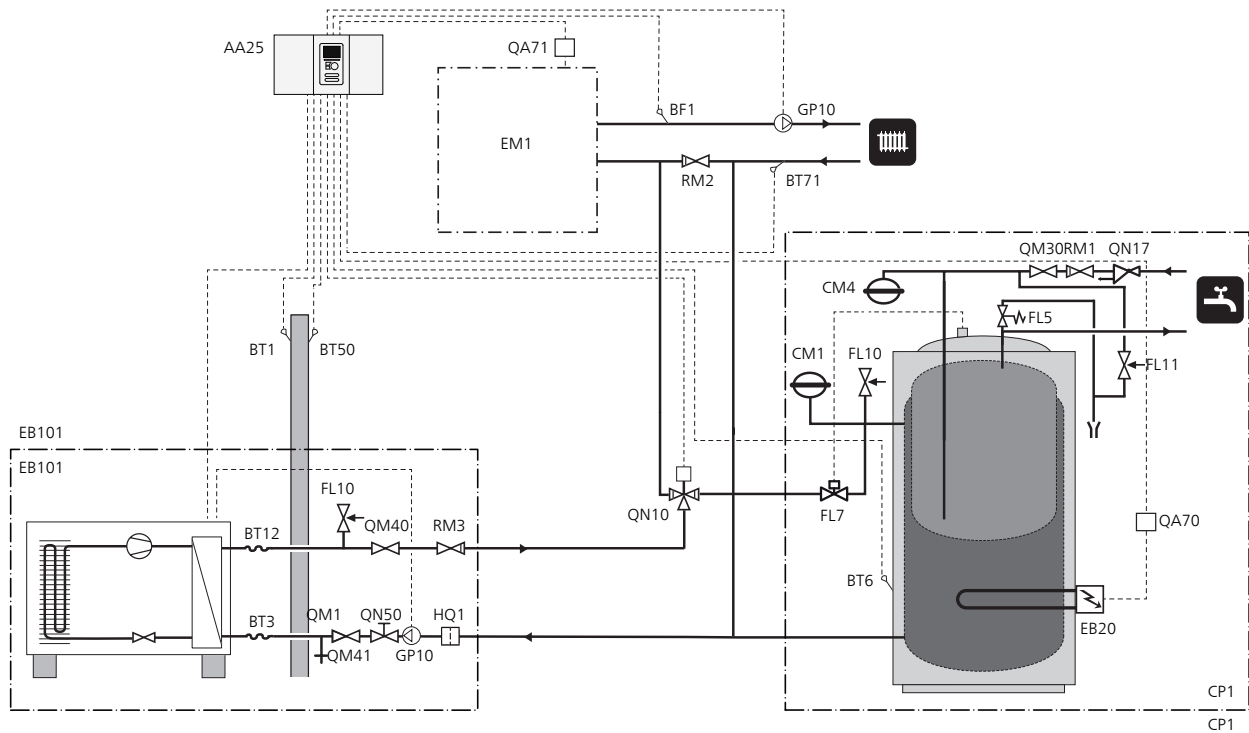 AA25
QA71
BF1
GP10
EM1
RM2
BT71
QM30RM1
QN17
CM4
FL5
BT1
BT50
CM1
FL10
FL11
EB101
EB101
FL10
QN10
FL7
BT12
QM40
RM3
QA70
BT6
BT3
QM1
QN50
HQ1
QM41
GP10
EB20
CP1
CP1